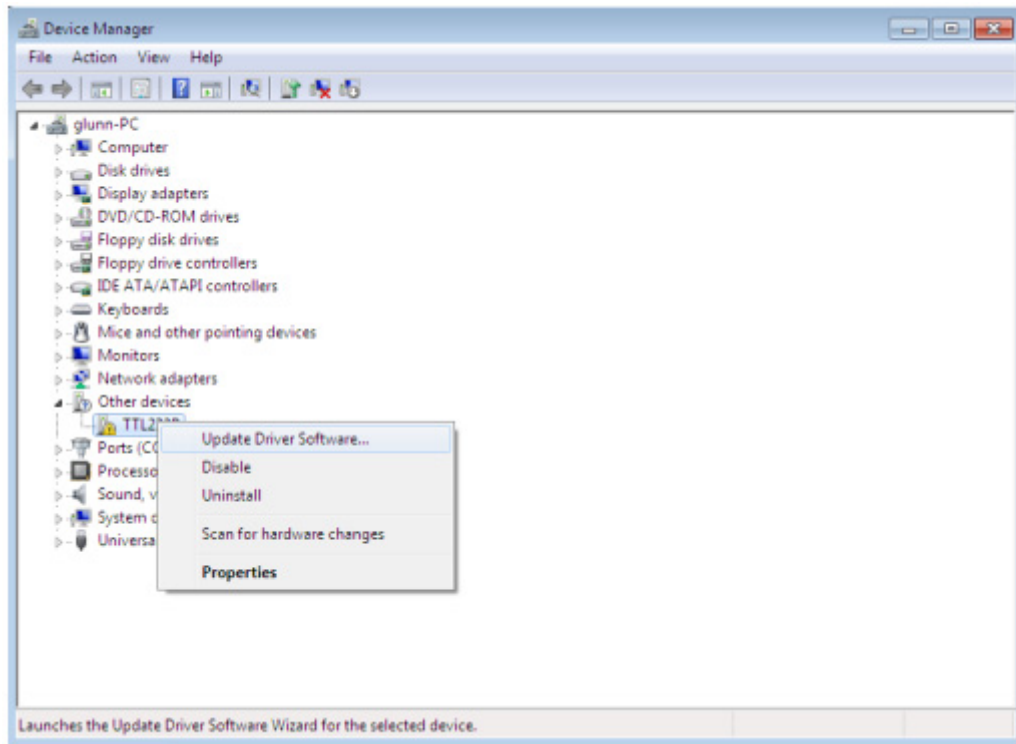 Device Manager
File Action View Help
glunn-PC
Computer
Disk drives
Display adapters
DVD/CD-ROM drives
Floppy disk drives
Floppy drive controllers
IDE ATA/ATAPI controllers
Keyboards
Mice and other pointing devices
Monitors
Network adapters
Other devices
Update Driver Software...
Ports
Disable
Uninstall
Sound,
Scan for hardware changes
Properties
Launches the Update Driver Software Wizard for the selected device.